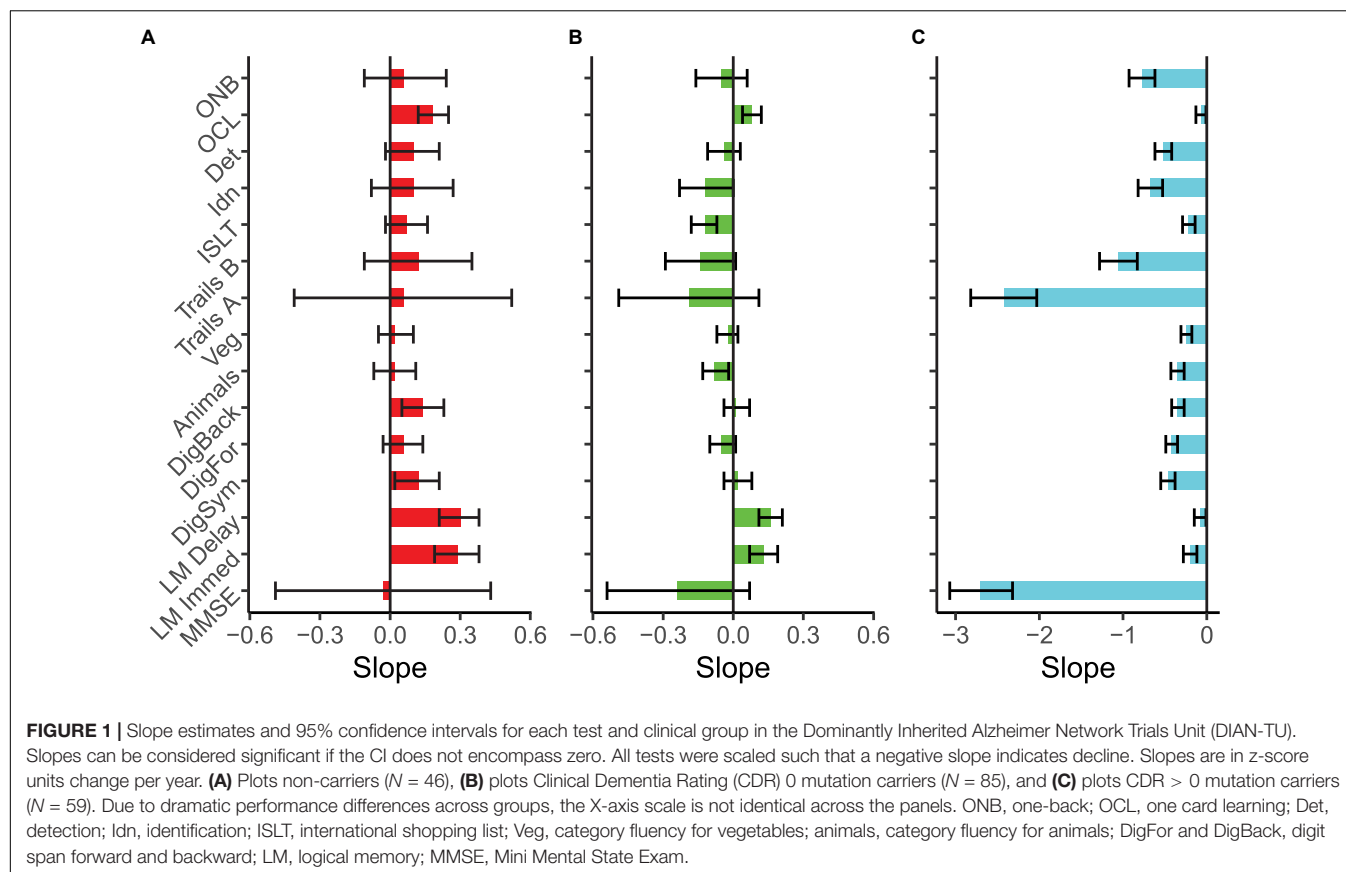 A
B
C
ONB
OCL
Det
Idn
ISLT
Trails B
Trails A
Veg
Animals
DigBack
DigFor
DigSym
LM Delay
LM Immed
MMSE
−0.6 −0.3 0.0 0.3 0.6
Slope
−0.6 −0.3 0.0 0.3 0.6
Slope
−3 −2 −1 0
Slope
FIGURE 1 | Slope estimates and 95% confidence intervals for each test and clinical group in the Dominantly Inherited Alzheimer Network Trials Unit (DIAN-TU).
Slopes can be considered significant if the CI does not encompass zero. All tests were scaled such that a negative slope indicates decline. Slopes are in z-score
units change per year. (A) Plots non-carriers (N = 46), (B) plots Clinical Dementia Rating (CDR) 0 mutation carriers (N = 85), and (C) plots CDR > 0 mutation carriers
(N = 59). Due to dramatic performance differences across groups, the X-axis scale is not identical across the panels. ONB, one-back; OCL, one card learning; Det,
detection; Idn, identification; ISLT, international shopping list; Veg, category fluency for vegetables; animals, category fluency for animals; DigFor and DigBack, digit
span forward and backward; LM, logical memory; MMSE, Mini Mental State Exam.